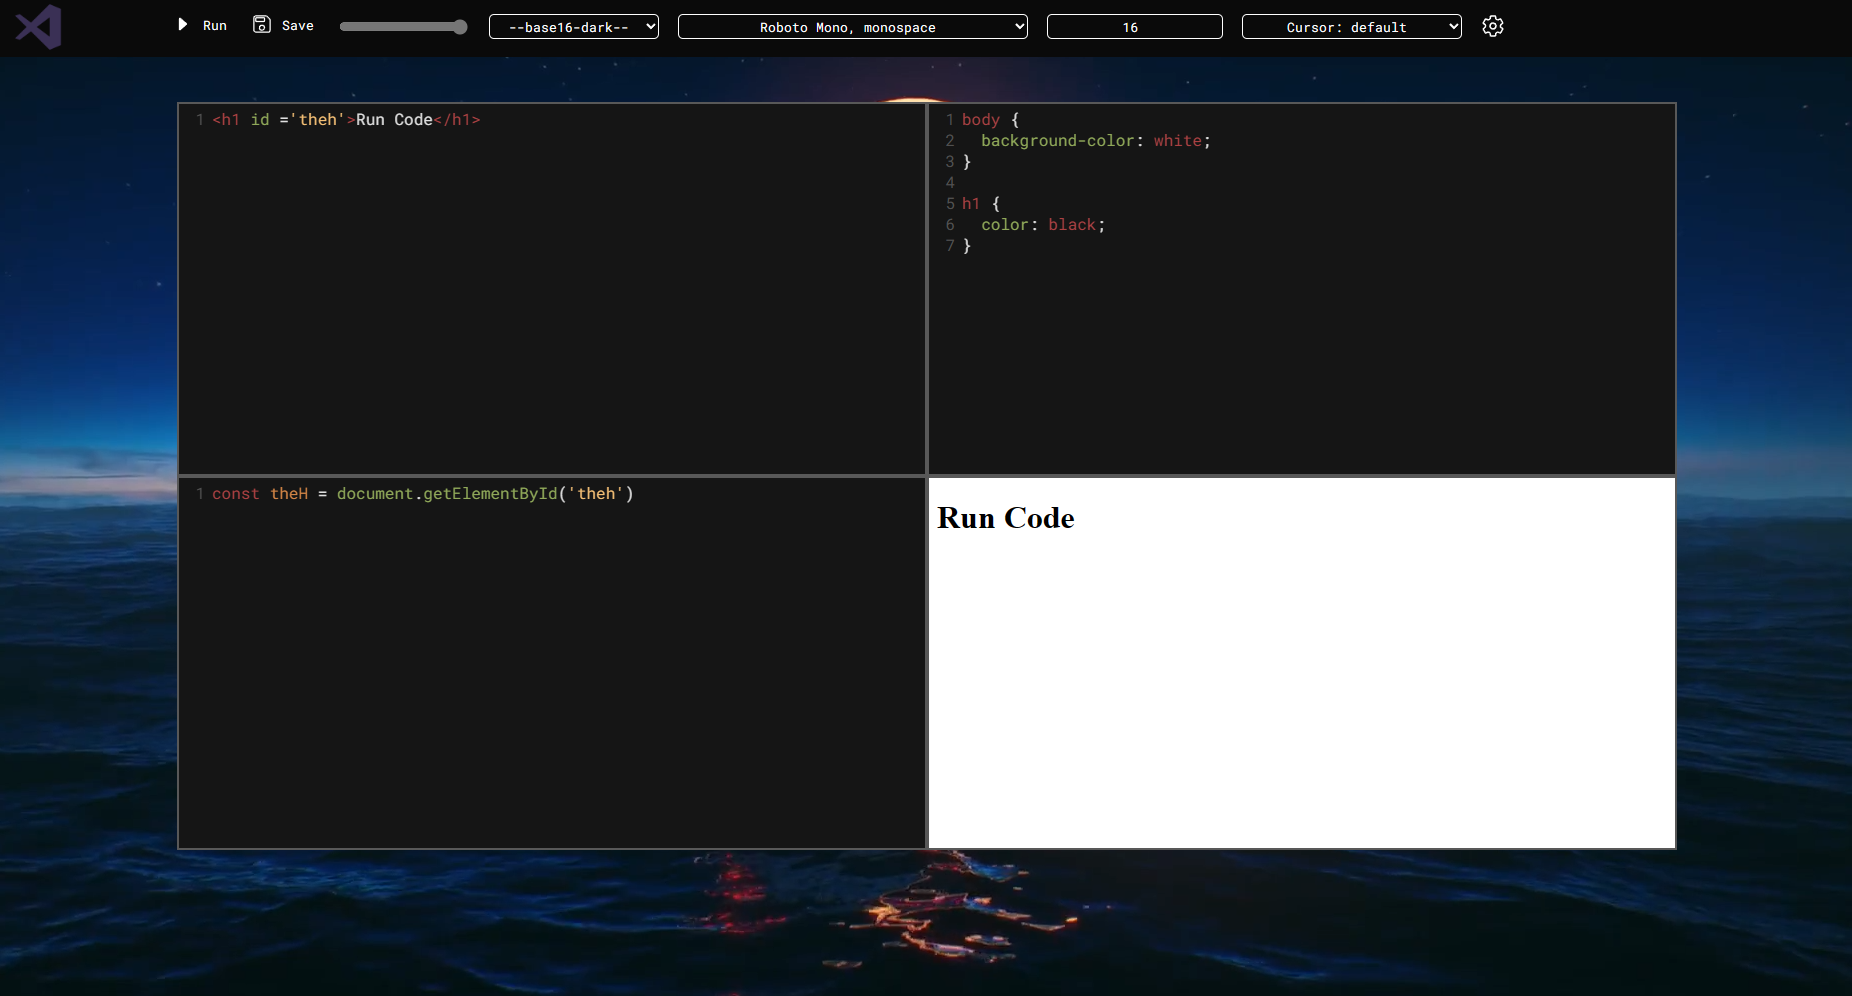 Run Save --base16-dark-- Roboto Mono, monospace 16 Cursor: default
1 <h1 id ='theh'>Run Code</h1>
1 body {
2   background-color: white;
3 }
4
5 h1 {
6   color: black;
7 }
1 const theH = document.getElementById('theh')
Run Code